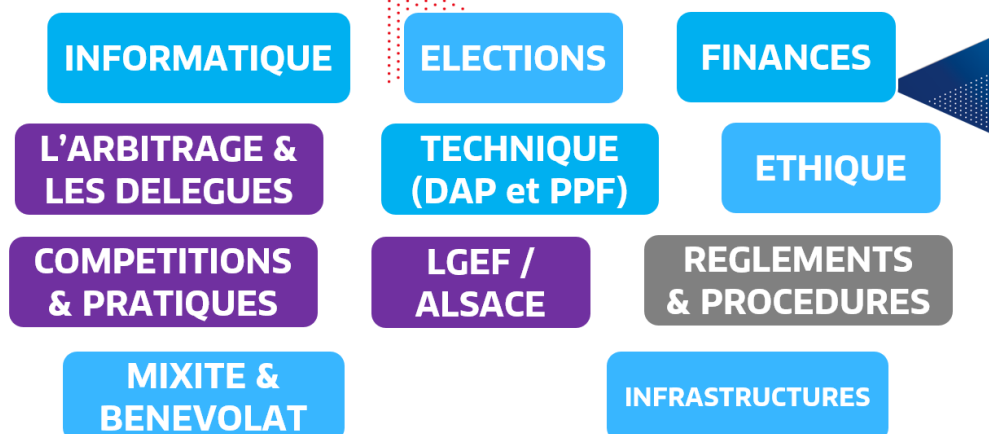 INFORMATIQUE
ELECTIONS
FINANCES
L’ARBITRAGE &
LES DELEGUES
TECHNIQUE
(DAP et PPF)
ETHIQUE
COMPETITIONS
& PRATIQUES
LGEF /
ALSACE
REGLEMENTS
& PROCEDURES
MIXITE &
BENEVOLAT
INFRASTRUCTURES